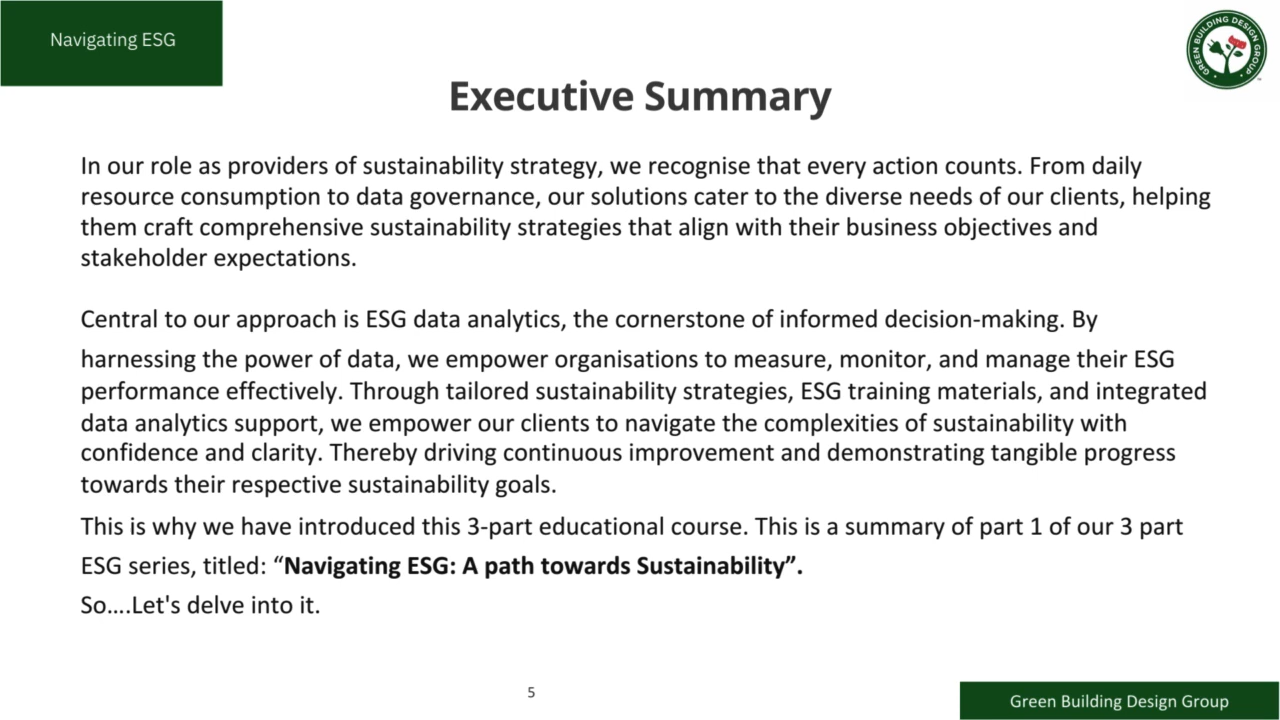 Navigating ESG
GREEN BUILDING DESIGN GROUP
Executive Summary
In our role as providers of sustainability strategy, we recognise that every action counts. From daily
resource consumption to data governance, our solutions cater to the diverse needs of our clients, helping
them craft comprehensive sustainability strategies that align with their business objectives and
stakeholder expectations.
Central to our approach is ESG data analytics, the cornerstone of informed decision-making. By
harnessing the power of data, we empower organisations to measure, monitor, and manage their ESG
performance effectively. Through tailored sustainability strategies, ESG training materials, and integrated
data analytics support, we empower our clients to navigate the complexities of sustainability with
confidence and clarity. Thereby driving continuous improvement and demonstrating tangible progress
towards their respective sustainability goals.
This is why we have introduced this 3-part educational course. This is a summary of part 1 of our 3 part
ESG series, titled: “Navigating ESG: A path towards Sustainability”.
So....Let's delve into it.
5
Green Building Design Group